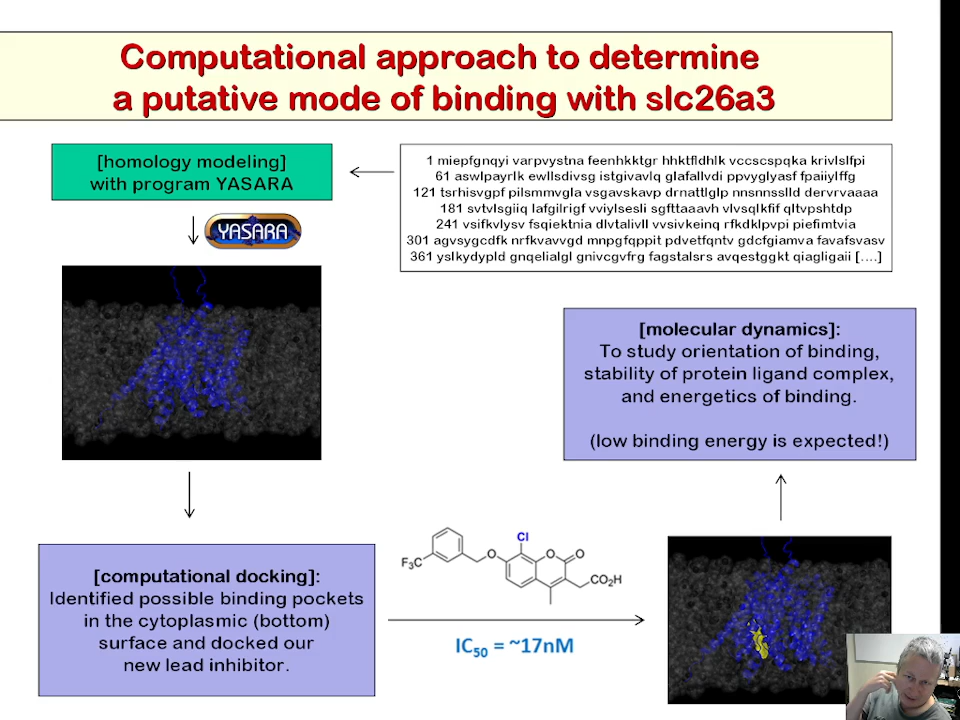 Computational approach to determine
a putative mode of binding with slc26a3
[homology modeling]
with program YASARA
1 miepfgnqyi varpvystna feenhkktgr hhktfldhlk vccscspqka krivlslfpi
61 aswlpayrlk ewllsdivsg istgivavlq glafallvdi ppvyglyasf fpaiiylffg
121 tsrhisvgpf pilsmmvgla vsgavskavp drnattlglp nnsnnsslld dervrvaaaa
181 svtvlsgiiq lafgilrigf vviylsesli sgfttaaavh vlvsqlkfif qltvpshtdp
241 vsifkvlysv fsqiektnia dlvtalivll vvsivkeinq rfkdklpvpi piefimtvia
301 agvsygcdfk nrfkvavvgd mnpgfqppit pdvetfqntv gdcfgiamva favafsvasv
361 yslkydypld gnqelialgl gnivcgvfrg fagstalsrs avqestggkt qiagligaii [....]
YASARA
[molecular dynamics]:
To study orientation of binding,
stability of protein ligand complex,
and energetics of binding.
(low binding energy is expected!)
[computational docking]:
Identified possible binding pockets
in the cytoplasmic (bottom)
surface and docked our
new lead inhibitor.
Cl
F₃C
O
O
O
CO₂H
IC₅₀ = ~17nM